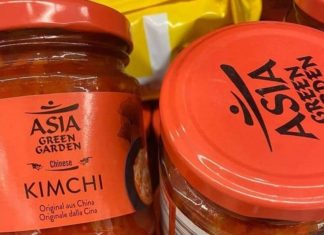 ASIA
GREEN
GARDEN
Chinese
KIMCHI
Original aus China
Originale dalla Cina
ASIA
GREEN
GARDEN